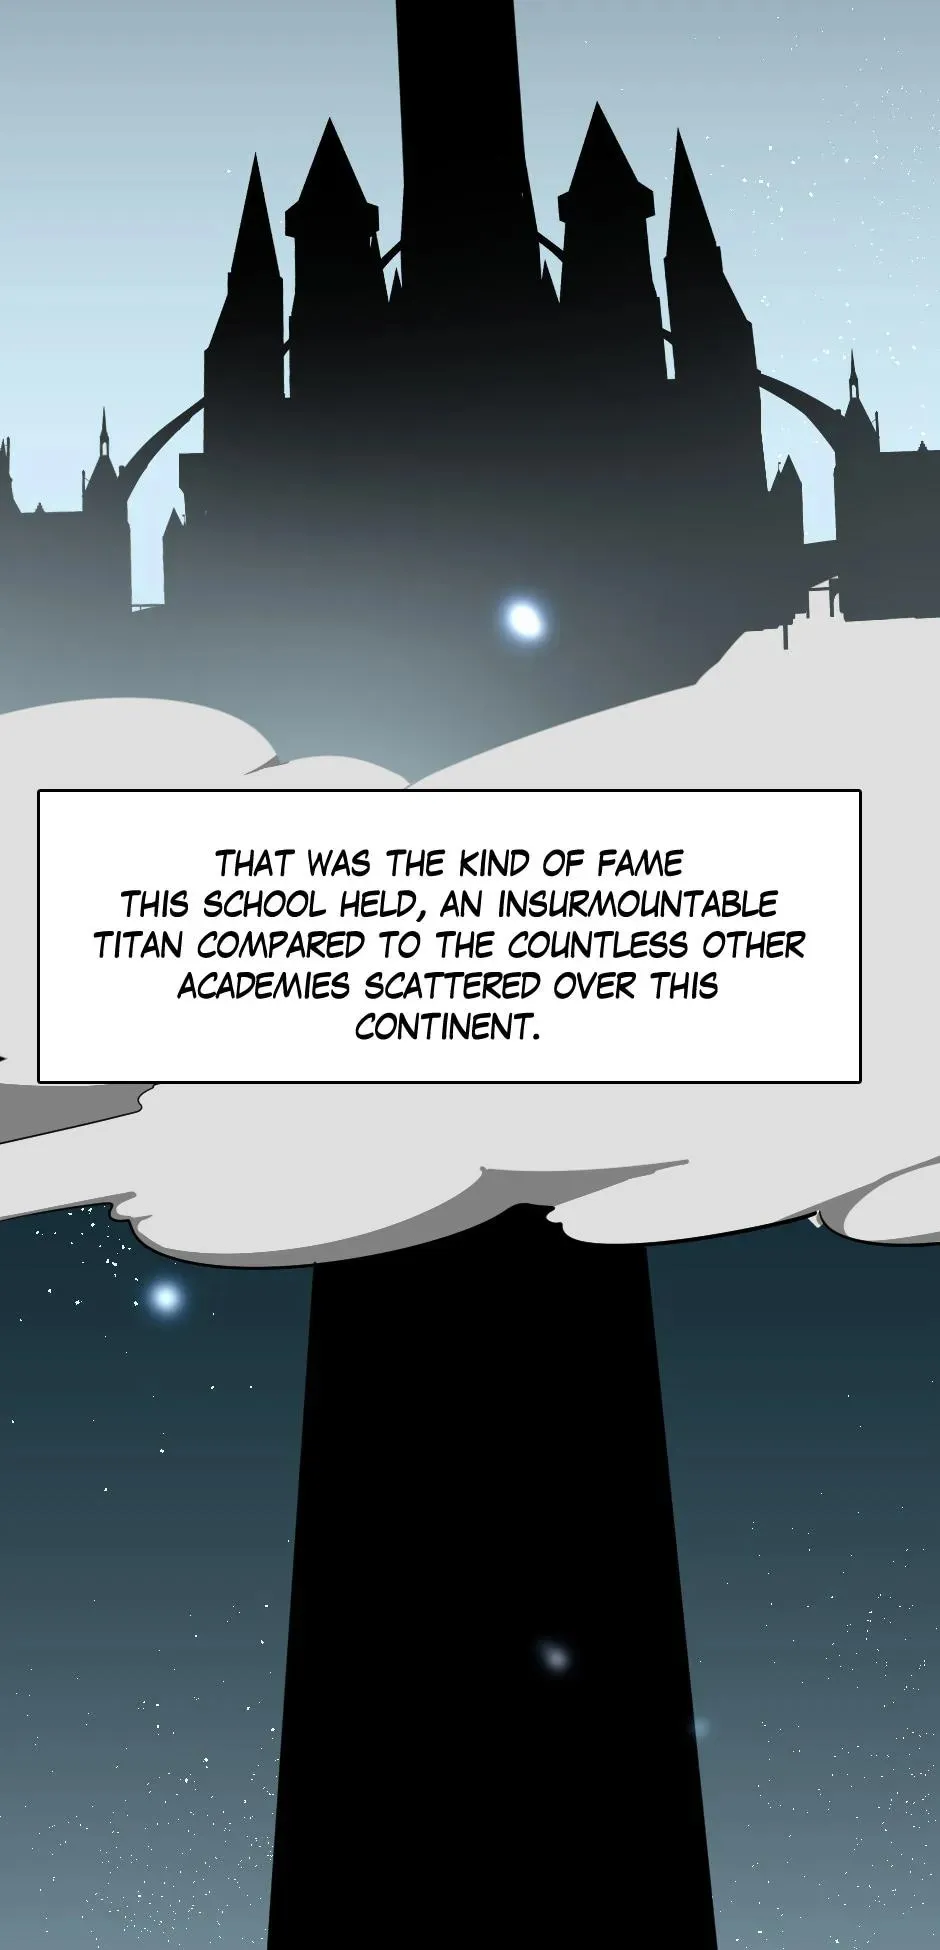 THAT WAS THE KIND OF FAME
THIS SCHOOL HELD, AN INSURMOUNTABLE
TITAN COMPARED TO THE COUNTLESS OTHER
ACADEMIES SCATTERED OVER THIS
CONTINENT.